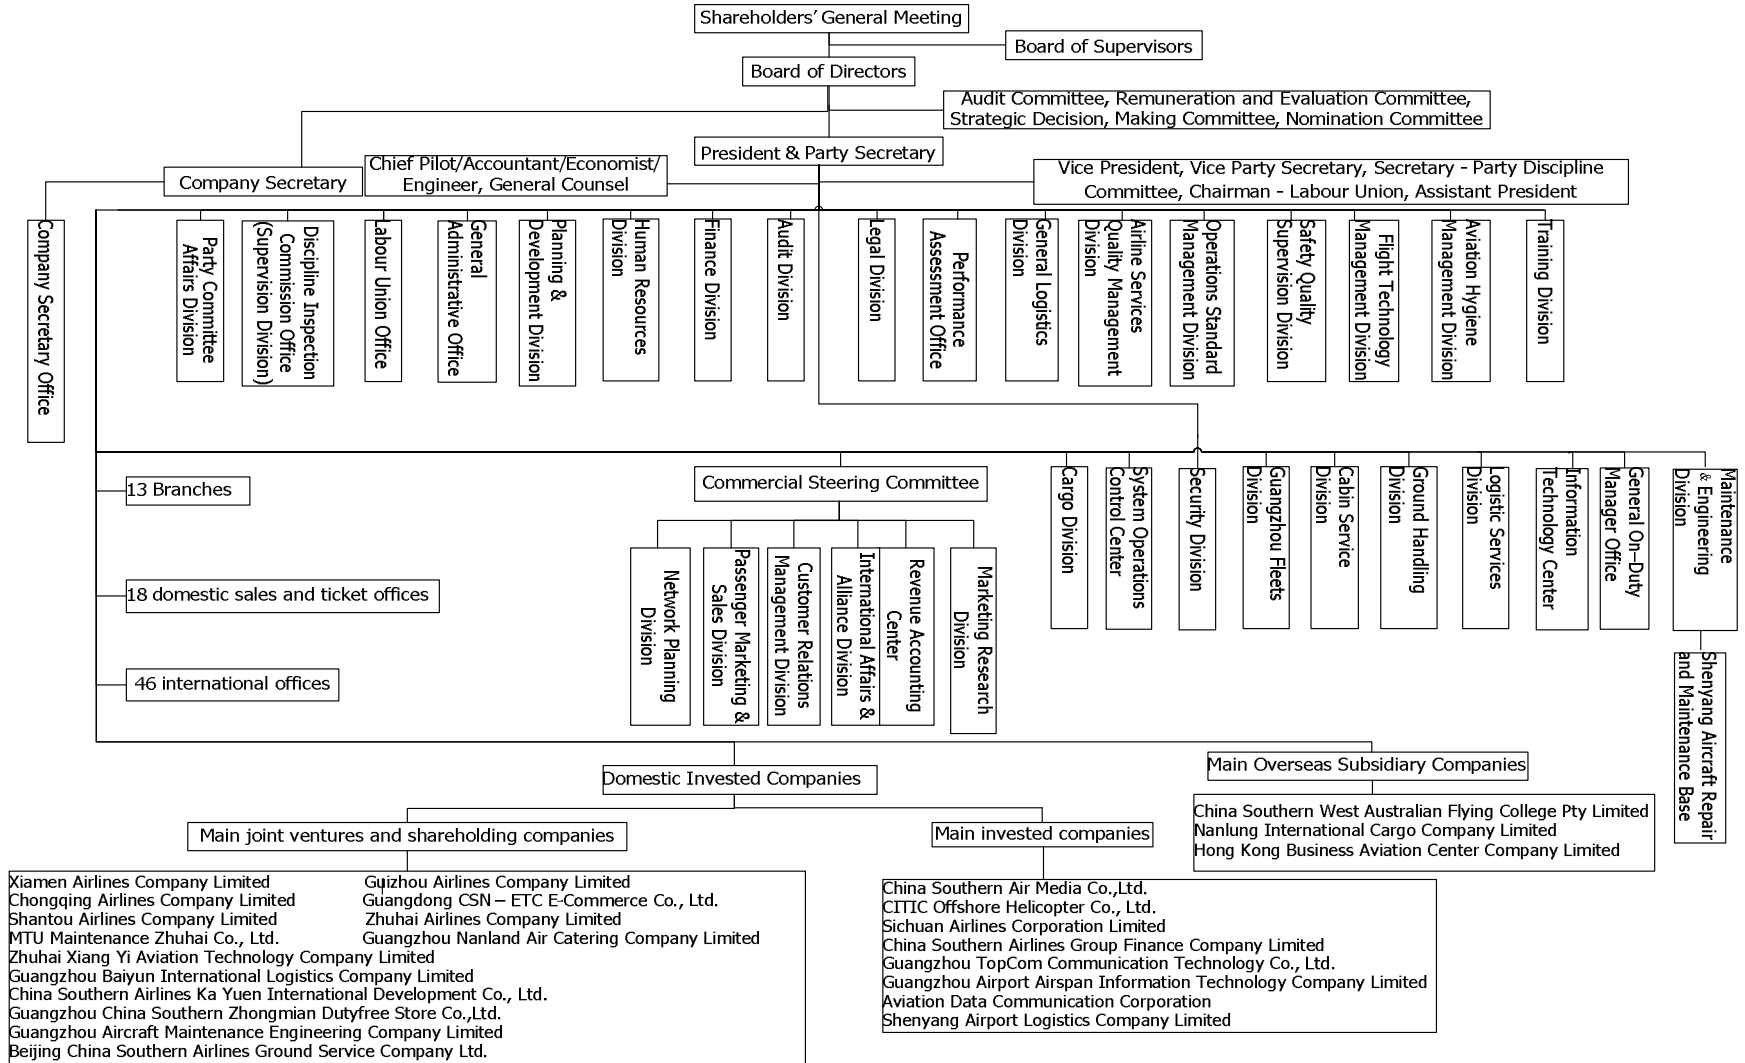 Shareholders’ General Meeting
Board of Supervisors
Board of Directors
Audit Committee, Remuneration and Evaluation Committee,
Strategic Decision, Making Committee, Nomination Committee
President & Party Secretary
Chief Pilot/Accountant/Economist/
Engineer, General Counsel
Vice President, Vice Party Secretary, Secretary - Party Discipline
Committee, Chairman - Labour Union, Assistant President
Company Secretary
Company Secretary Office
Party Committee
Affairs Division
Discipline Inspection
Commission Office
(Supervision Division)
Labour Union Office
General
Administrative Office
Planning &
Development Division
Human Resources
Division
Finance Division
Audit Division
Legal Division
Performance
Assessment Office
General Logistics
Division
Airline Services
Quality Management
Division
Operations Standard
Management Division
Safety Quality
Supervision Division
Flight Technology
Management Division
Aviation Hygiene
Management Division
Training Division
13 Branches
18 domestic sales and ticket offices
46 international offices
Commercial Steering Committee
Network Planning
Division
Passenger Marketing &
Sales Division
Customer Relations
Management Division
International Affairs &
Alliance Division
Revenue Accounting
Center
Marketing Research
Division
Cargo Division
System Operations
Control Center
Security Division
Guangzhou Fleets
Division
Cabin Service
Division
Ground Handling
Division
Logistic Services
Division
Information
Technology Center
General On–Duty
Manager Office
Maintenance
& Engineering
Division
Shenyang Aircraft Repair
and Maintenance Base
Domestic Invested Companies
Main Overseas Subsidiary Companies
China Southern West Australian Flying College Pty Limited
Nanlung International Cargo Company Limited
Hong Kong Business Aviation Center Company Limited
Main joint ventures and shareholding companies
Main invested companies
Xiamen Airlines Company Limited
Guizhou Airlines Company Limited
Chongqing Airlines Company Limited
Guangdong CSN – ETC E-Commerce Co., Ltd.
Shantou Airlines Company Limited
Zhuhai Airlines Company Limited
MTU Maintenance Zhuhai Co., Ltd.
Guangzhou Nanland Air Catering Company Limited
Zhuhai Xiang Yi Aviation Technology Company Limited
Guangzhou Baiyun International Logistics Company Limited
China Southern Airlines Ka Yuen International Development Co., Ltd.
Guangzhou China Southern Zhongmian Dutyfree Store Co.,Ltd.
Guangzhou Aircraft Maintenance Engineering Company Limited
Beijing China Southern Airlines Ground Service Company Ltd.
China Southern Air Media Co.,Ltd.
CITIC Offshore Helicopter Co., Ltd.
Sichuan Airlines Corporation Limited
China Southern Airlines Group Finance Company Limited
Guangzhou TopCom Communication Technology Co., Ltd.
Guangzhou Airport Airspan Information Technology Company Limited
Aviation Data Communication Corporation
Shenyang Airport Logistics Company Limited